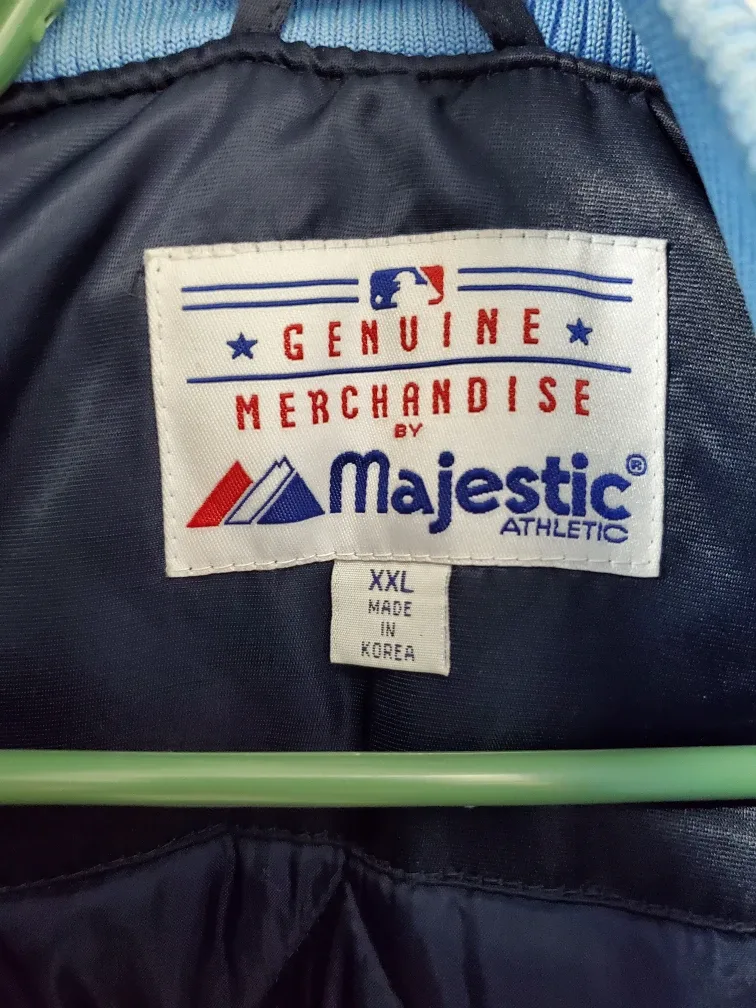 GENUINE
MERCHANDISE
BY
Majestic®
ATHLETIC
XXL
MADE
IN
KOREA